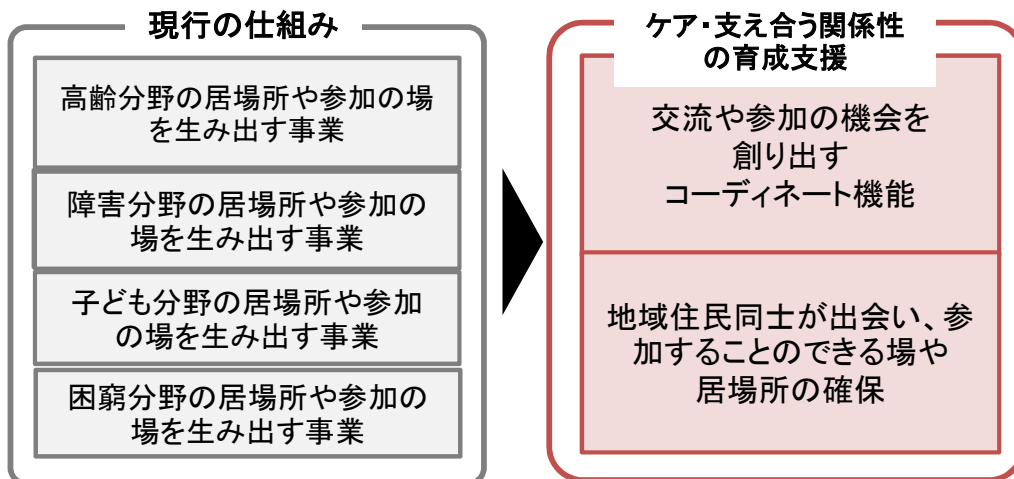 現行の仕組み
高齢分野の居場所や参加の場
を生み出す事業
障害分野の居場所や参加の
場を生み出す事業
子ども分野の居場所や参加
の場を生み出す事業
困窮分野の居場所や参加の
場を生み出す事業
ケア・支え合う関係性
の育成支援
交流や参加の機会を
創り出す
コーディネート機能
地域住民同士が出会い、参
加することのできる場や
居場所の確保